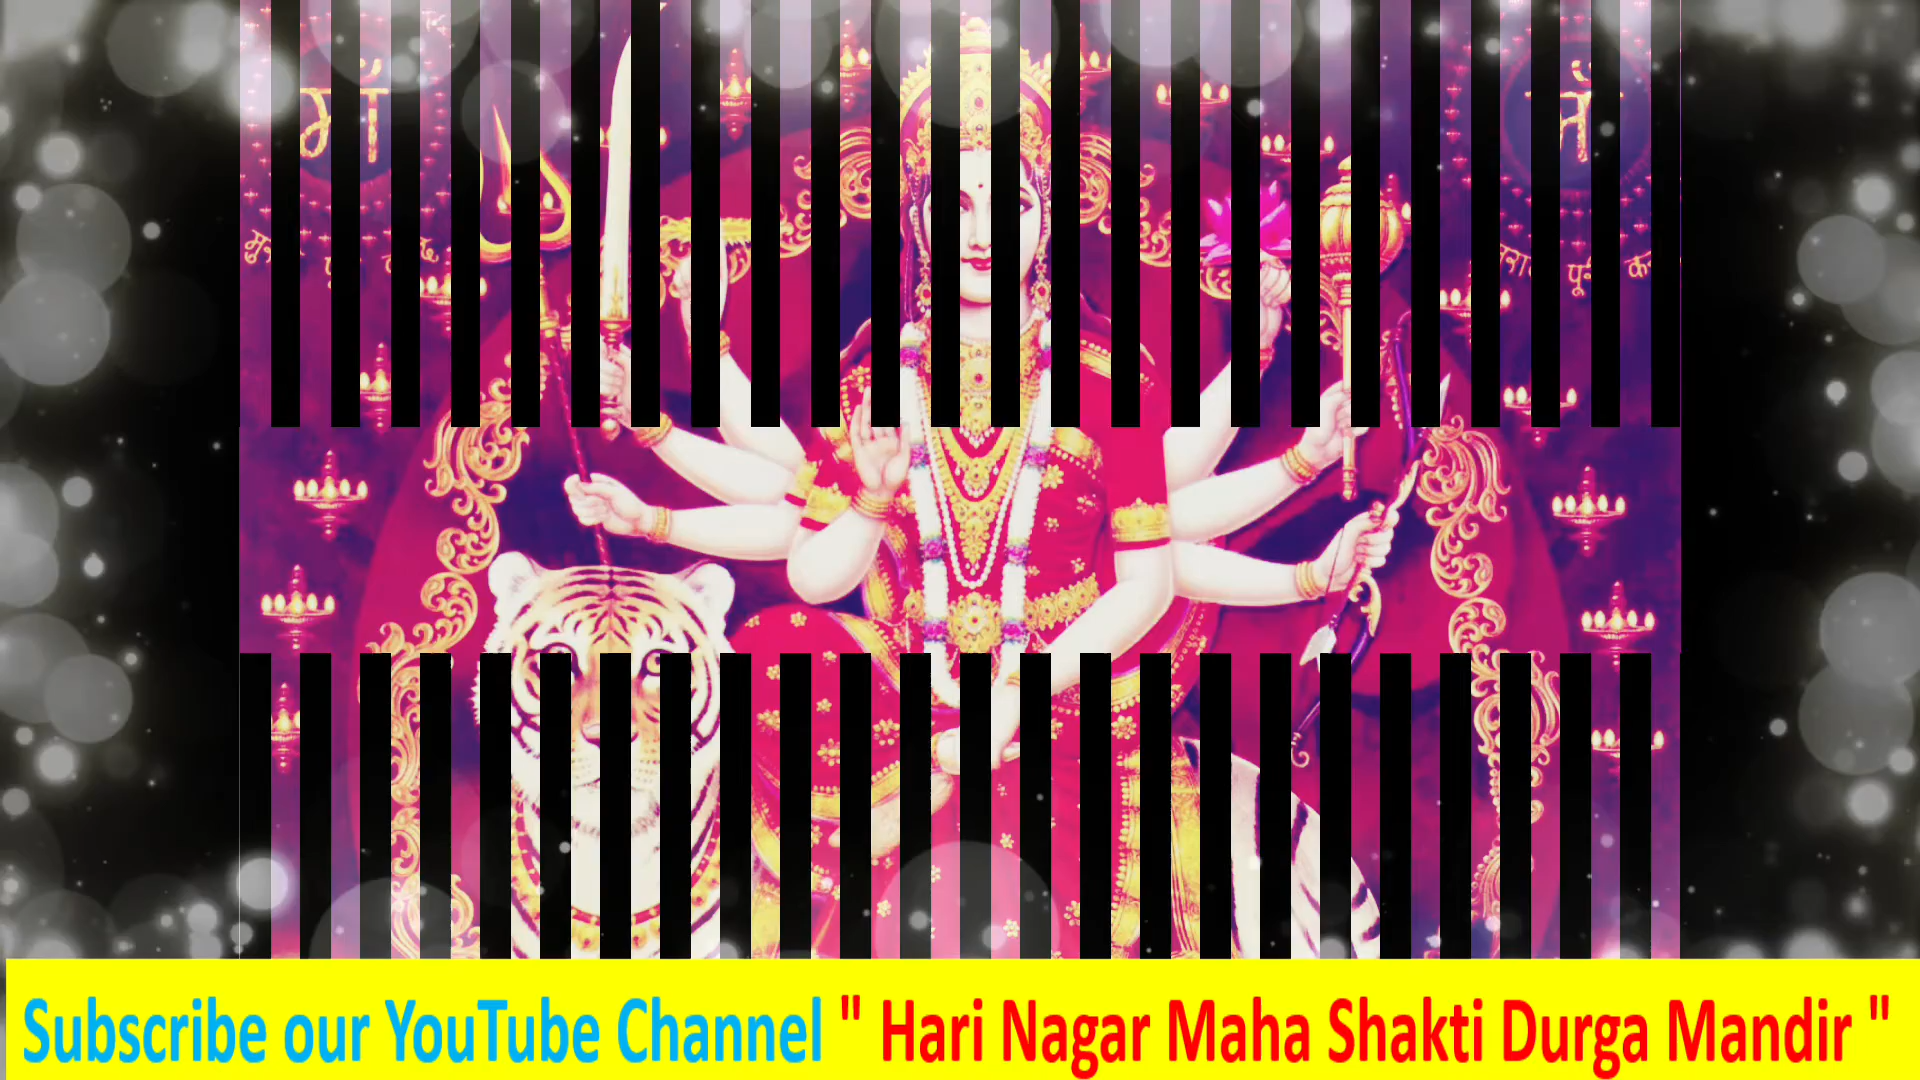 माँ
Subscribe our YouTube Channel " Hari Nagar Maha Shakti Durga Mandir "